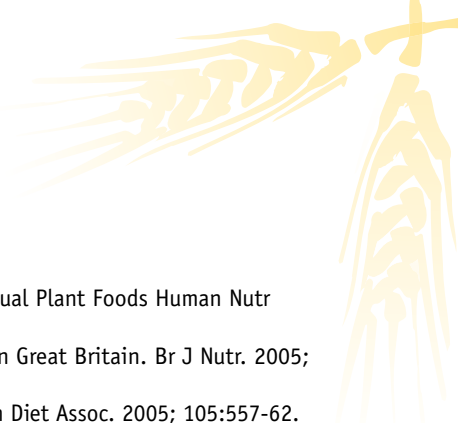 ual Plant Foods Human Nutr
n Great Britain. Br J Nutr. 2005;
Diet Assoc. 2005; 105:557-62.